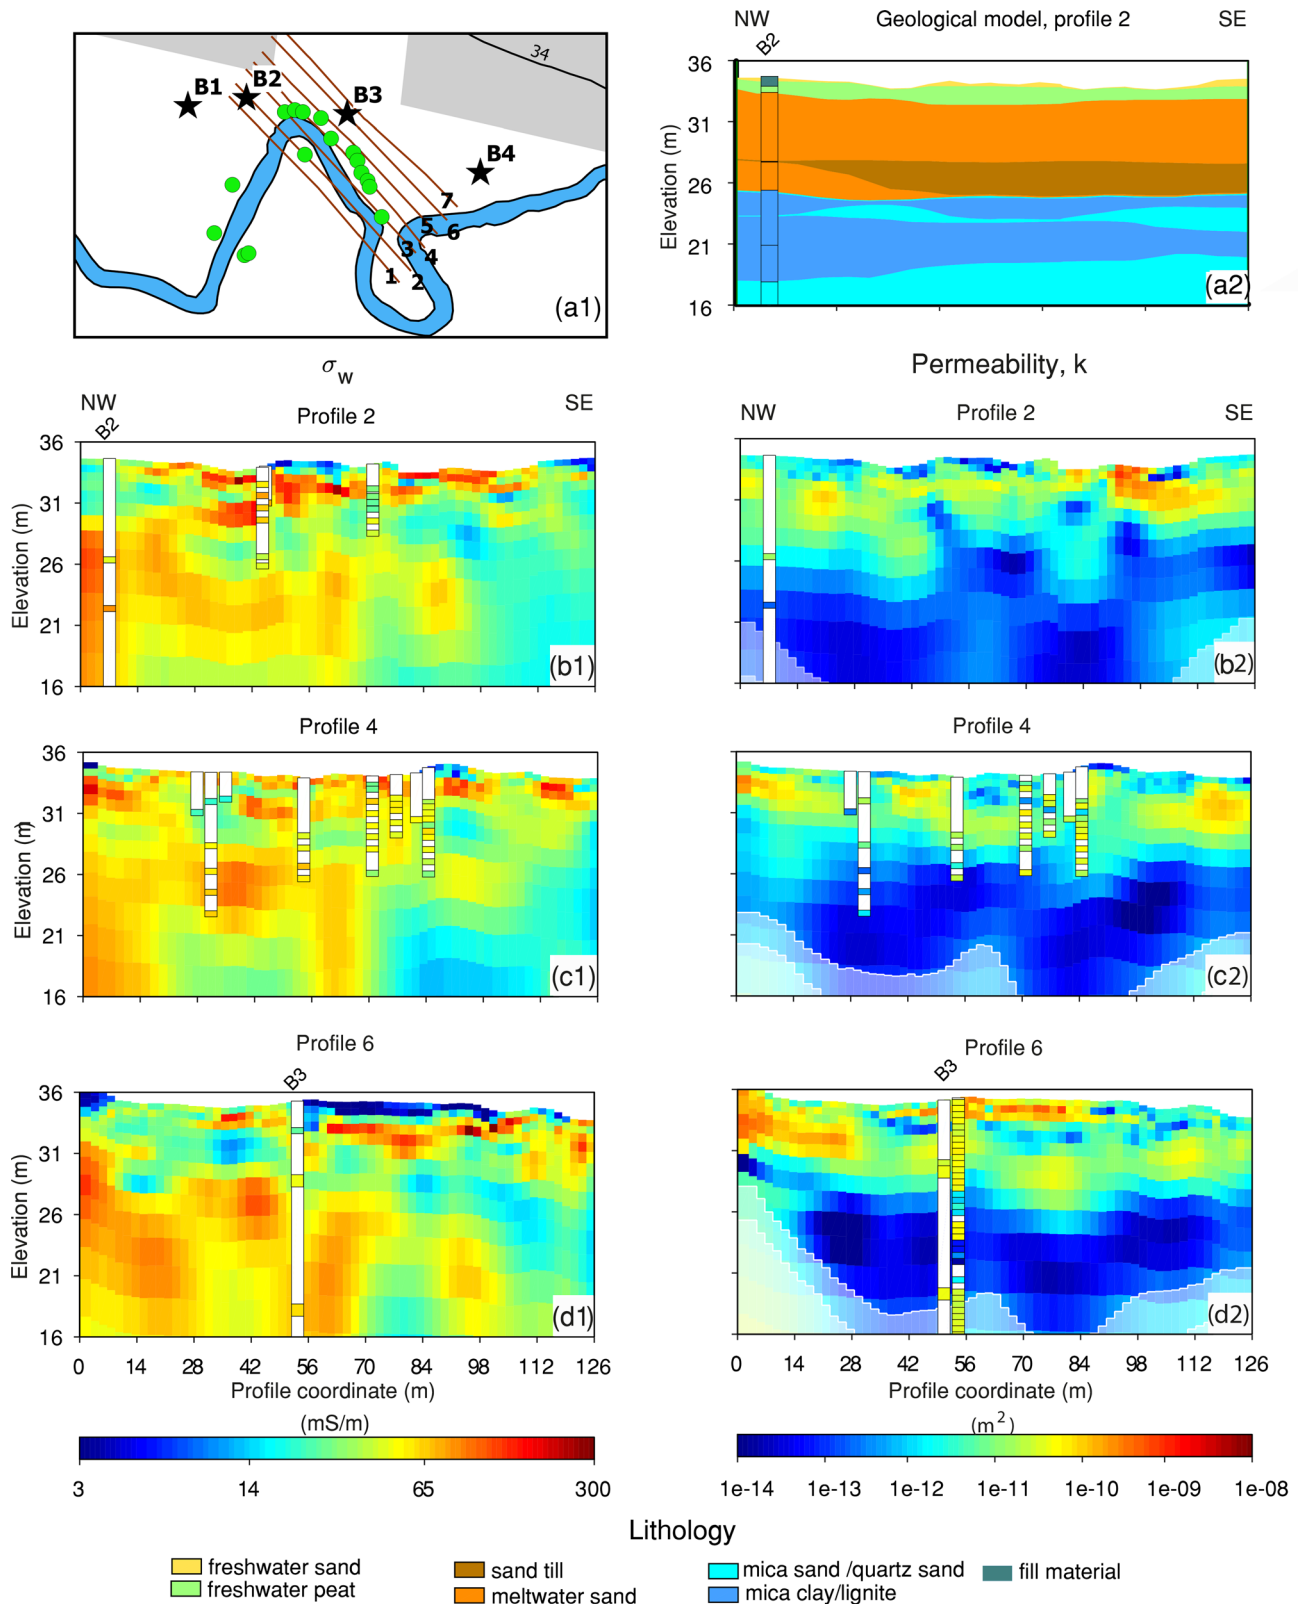 NW Geological model, profile 2 SE
B2
36
31
26
21
16
Elevation (m)
(a2)
34
B1
B2
B3
B4
7
5
6
3
4
1
2
(a1)
σw
Permeability, k
NW Profile 2 SE
B2
36
31
26
21
16
Elevation (m)
(b1)
NW Profile 2 SE
B2
(b2)
Profile 4
36
31
26
21
16
Elevation (m)
(c1)
Profile 4
(c2)
Profile 6
B3
36
31
26
21
16
Elevation (m)
(d1)
0 14 28 42 56 70 84 98 112 126
Profile coordinate (m)
Profile 6
B3
(d2)
0 14 28 42 56 70 84 98 112 126
Profile coordinate (m)
(mS/m)
3 14 65 300
(m²)
1e-14 1e-13 1e-12 1e-11 1e-10 1e-09 1e-08
Lithology
freshwater sand
freshwater peat
sand till
meltwater sand
mica sand /quartz sand
mica clay/lignite
fill material